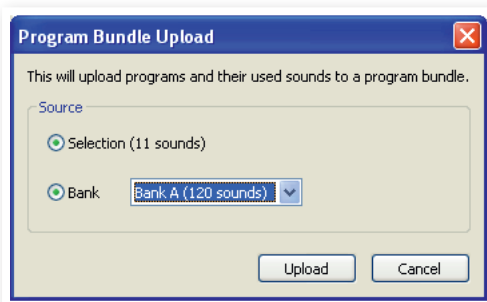 Program Bundle Upload
This will upload programs and their used sounds to a program bundle.
Source
Selection (11 sounds)
Bank Bank A (120 sounds)
Upload Cancel